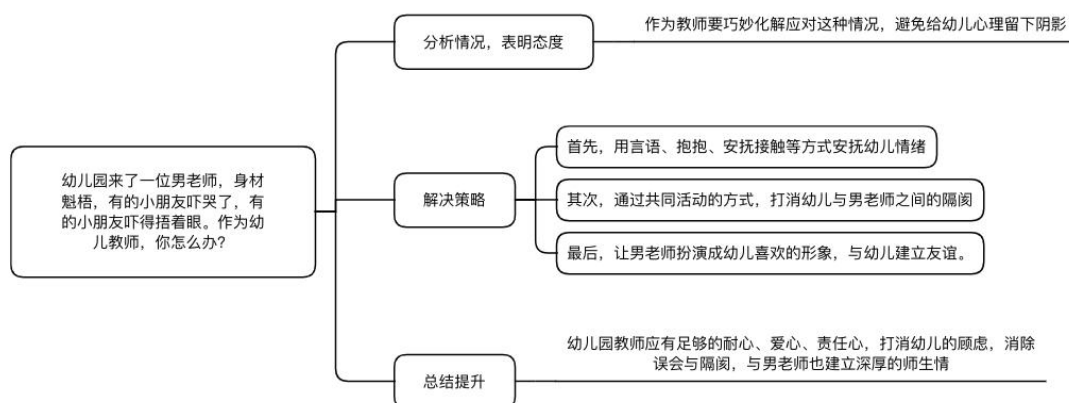 幼儿园来了一位男老师，身材
魁梧，有的小朋友吓哭了，有
的小朋友吓得捂着眼。作为幼
儿教师，你怎么办？
分析情况，表明态度
作为教师要巧妙化解应对这种情况，避免给幼儿心理留下阴影
解决策略
首先，用言语、抱抱、安抚接触等方式安抚幼儿情绪
其次，通过共同活动的方式，打消幼儿与男老师之间的隔阂
最后，让男老师扮演成幼儿喜欢的形象，与幼儿建立友谊。
总结提升
幼儿园教师应有足够的耐心、爱心、责任心，打消幼儿的顾虑，消除
误会与隔阂，与男老师也建立深厚的师生情